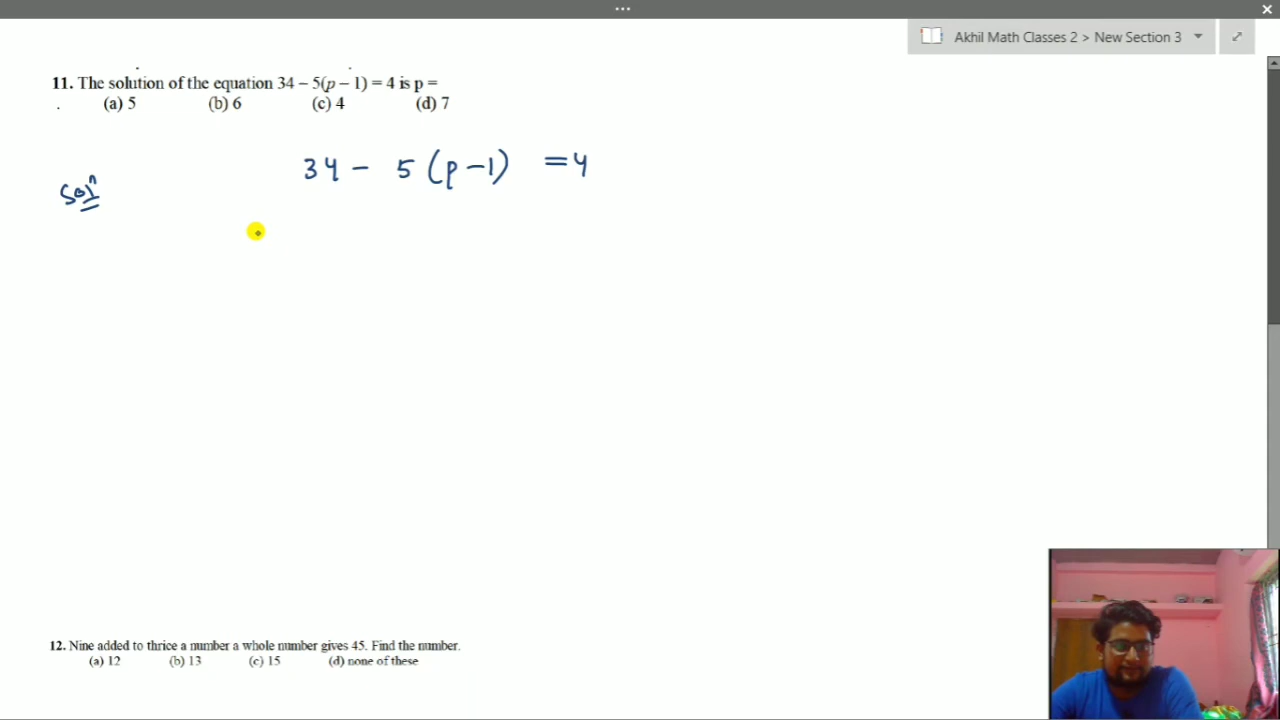 Akhil Math Classes 2 > New Section 3
11. The solution of the equation 34 – 5(p – 1) = 4 is p =
(a) 5 (b) 6 (c) 4 (d) 7
34 - 5 (p-1) = 4
Solⁿ
12. Nine added to thrice a number a whole number gives 45. Find the number.
(a) 12 (b) 13 (c) 15 (d) none of these